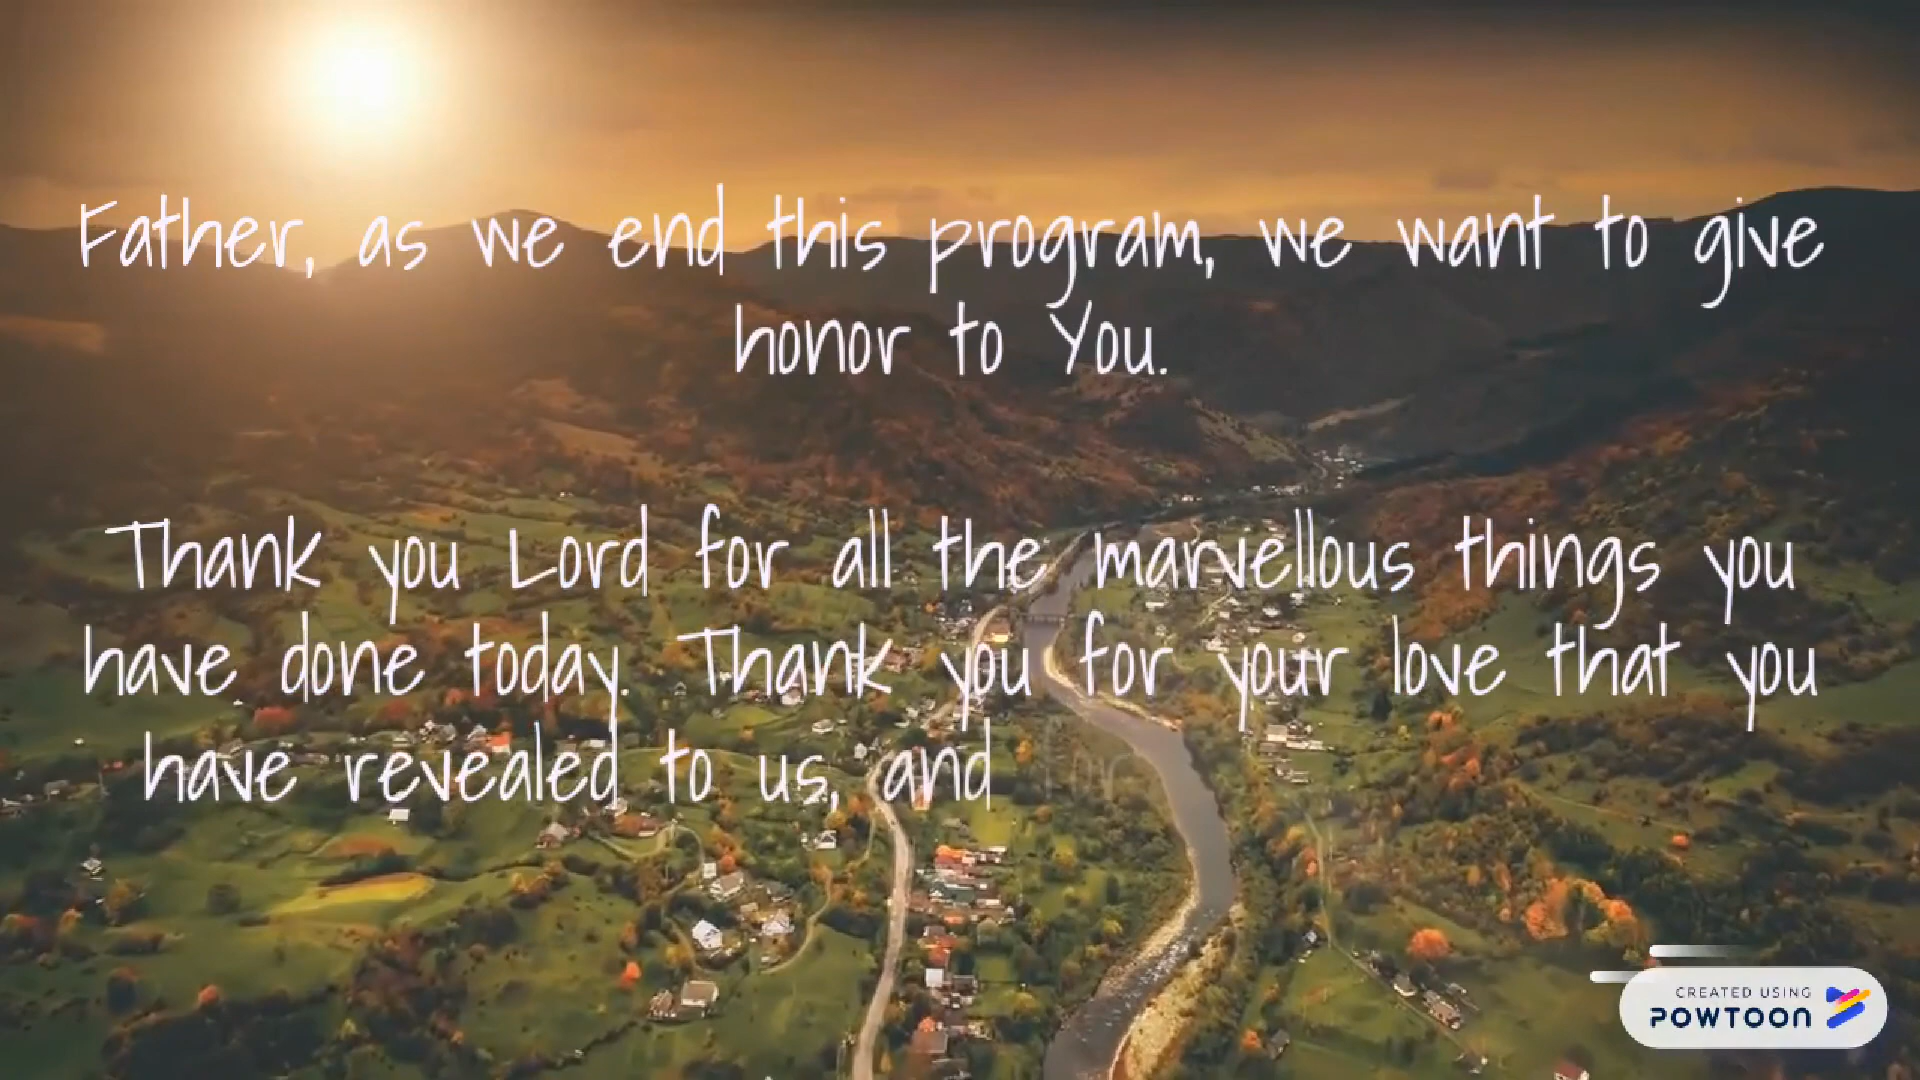 Father, as we end this program, we want to give
honor to You.
Thank you Lord for all the marvellous things you
have done today. Thank you for your love that you
have revealed to us, and for
CREATED USING
POWTOON